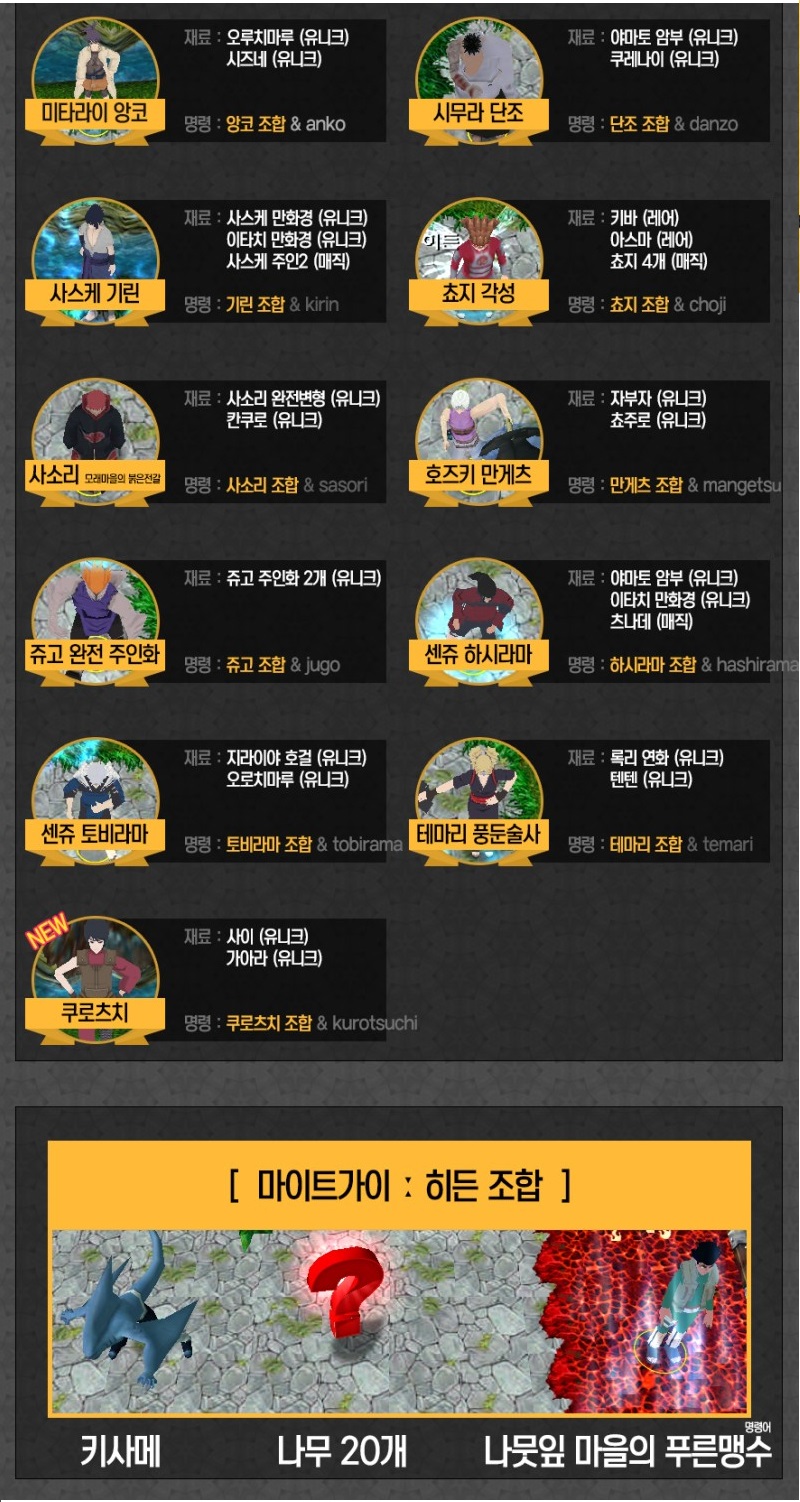 미타라이 앙코
재료 : 오루치마루 (유니크)
시즈네 (유니크)
명령 : 앙코 조합 & anko
시무라 단조
재료 : 야마토 암부 (유니크)
쿠레나이 (유니크)
명령 : 단조 조합 & danzo
사스케 기린
재료 : 사스케 만화경 (유니크)
이타치 만화경 (유니크)
사스케 주인2 (매직)
명령 : 기린 조합 & kirin
히든
쵸지 각성
재료 : 키바 (레어)
아스마 (레어)
쵸지 4개 (매직)
명령 : 쵸지 조합 & choji
사소리 모래마을의 붉은전갈
재료 : 사소리 완전변형 (유니크)
칸쿠로 (유니크)
명령 : 사소리 조합 & sasori
호즈키 만게츠
재료 : 자부자 (유니크)
쵸주로 (유니크)
명령 : 만게츠 조합 & mangetsu
쥬고 완전 주인화
재료 : 쥬고 주인화 2개 (유니크)
명령 : 쥬고 조합 & jugo
센쥬 하시라마
재료 : 야마토 암부 (유니크)
이타치 만화경 (유니크)
츠나데 (매직)
명령 : 하시라마 조합 & hashirama
센쥬 토비라마
재료 : 지라이야 호걸 (유니크)
오로치마루 (유니크)
명령 : 토비라마 조합 & tobirama
테마리 풍둔술사
재료 : 록리 연화 (유니크)
텐텐 (유니크)
명령 : 테마리 조합 & temari
NEW
쿠로츠치
재료 : 사이 (유니크)
가아라 (유니크)
명령 : 쿠로츠치 조합 & kurotsuchi
[ 마이트가이 : 히든 조합 ]
?
키사메
나무 20개
명령어
나뭇잎 마을의 푸른맹수